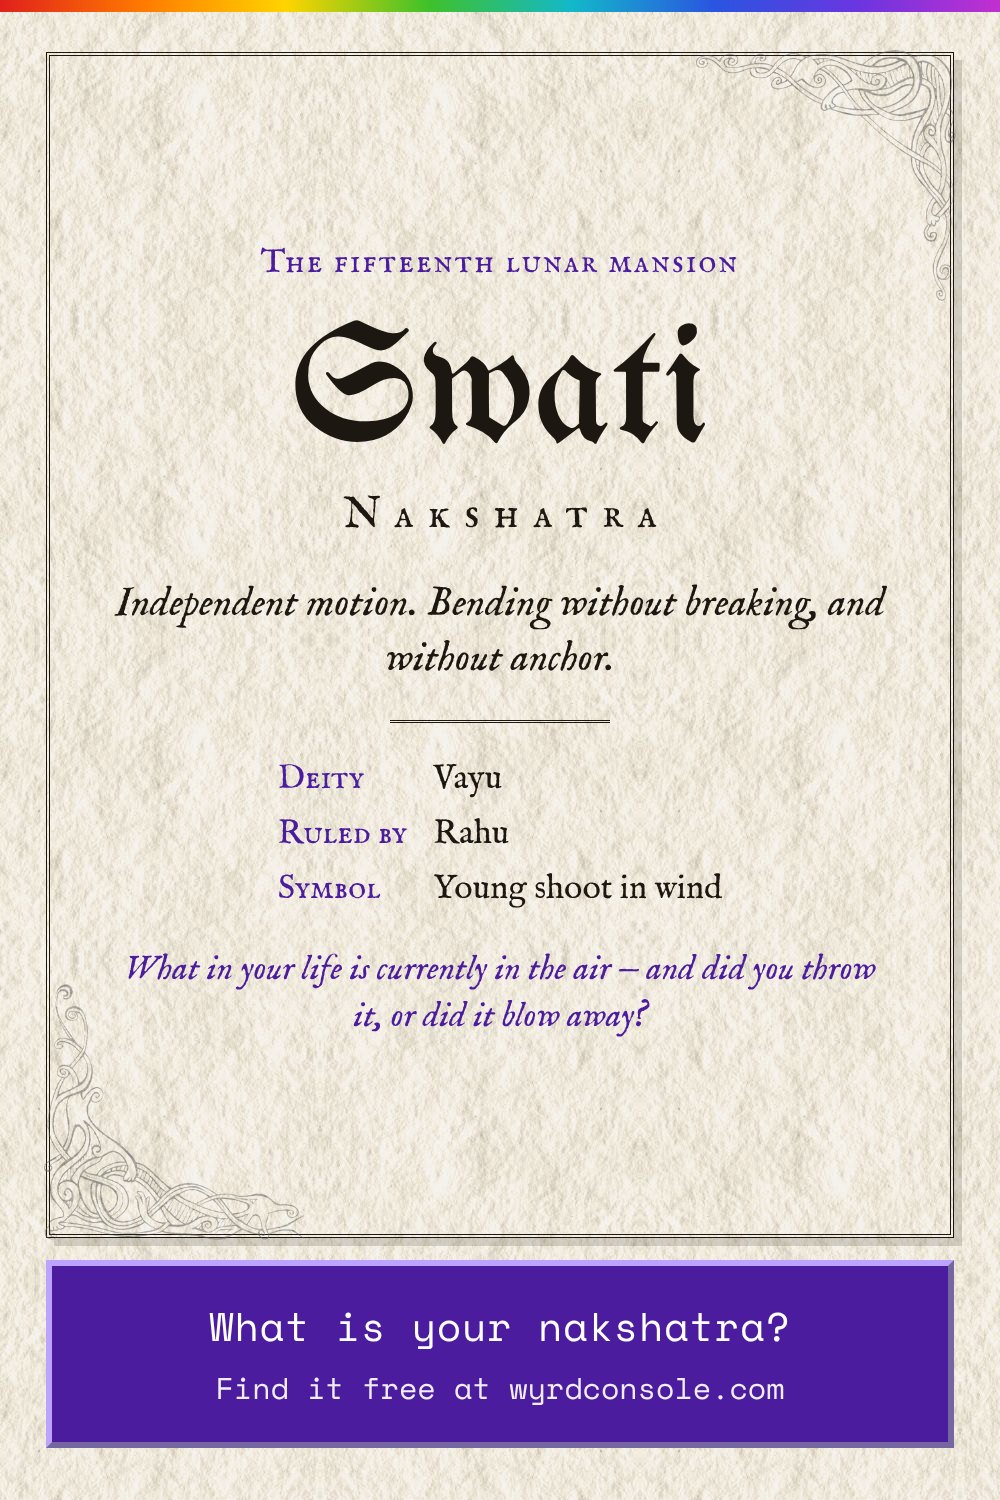 The fifteenth lunar mansion
Swati
Nakshatra
Independent motion. Bending without breaking, and
without anchor.
Deity Vayu
Ruled by Rahu
Symbol Young shoot in wind
What in your life is currently in the air — and did you throw
it, or did it blow away?
What is your nakshatra?
Find it free at wyrdconsole.com